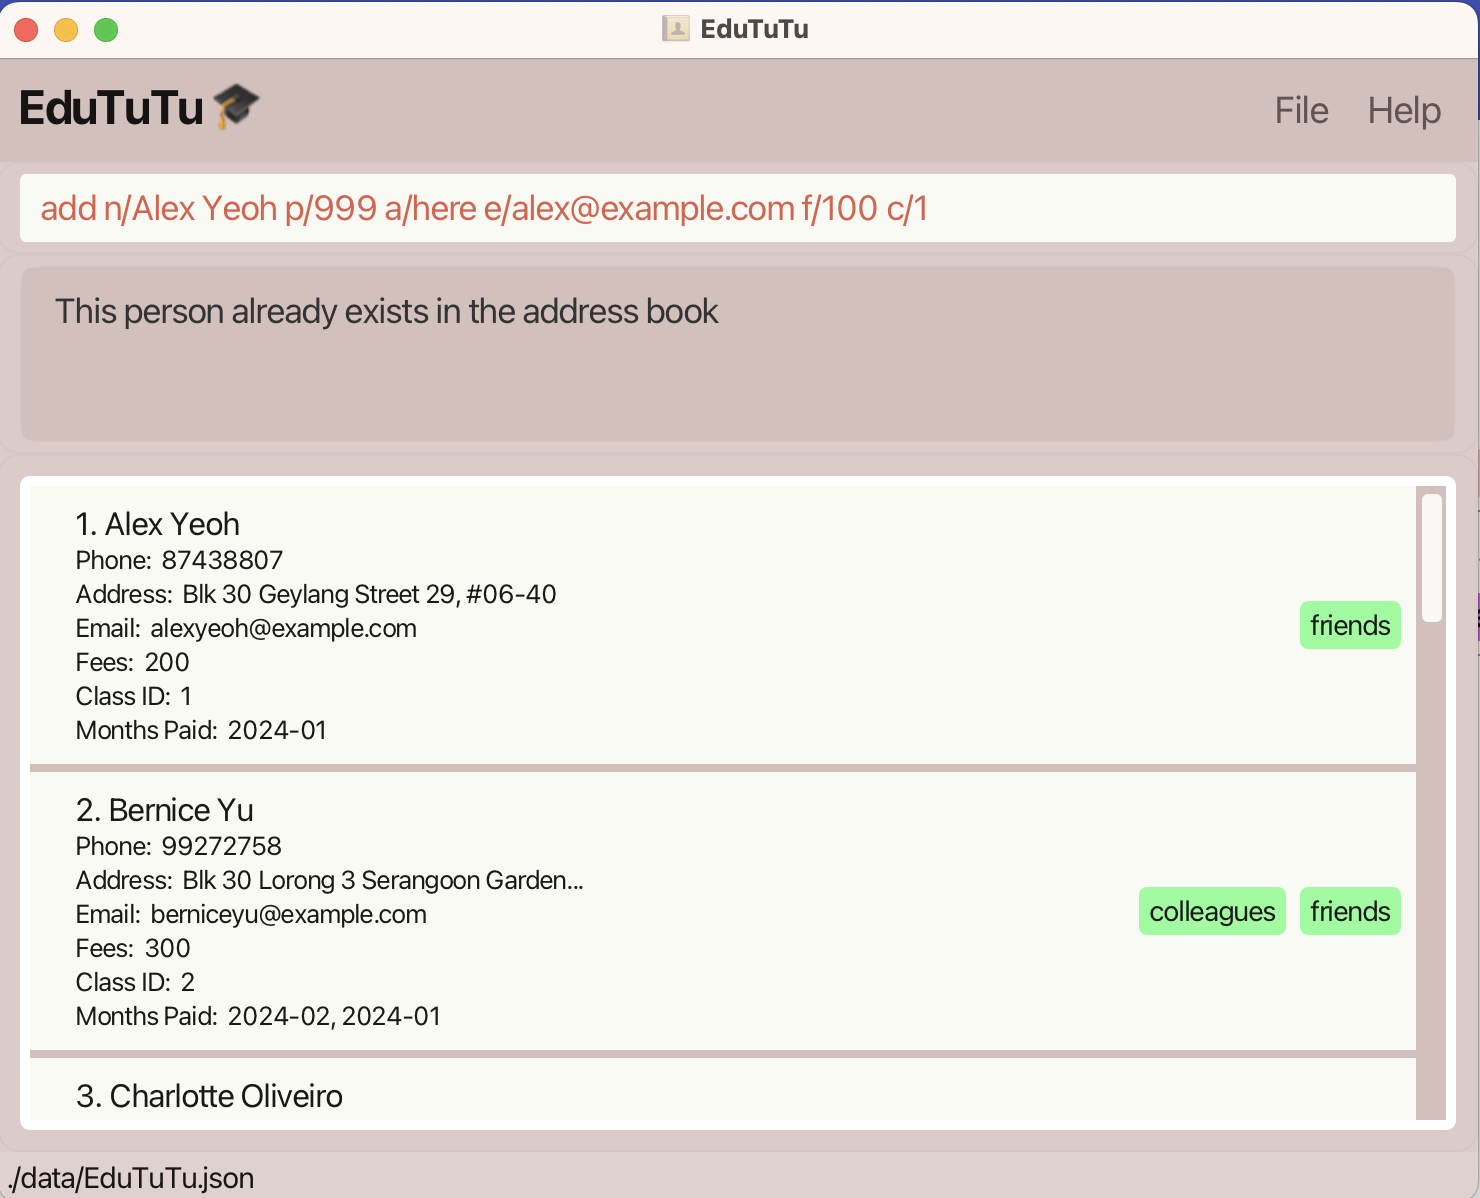 EduTuTu
EduTuTu
File Help
add n/Alex Yeoh p/999 a/here e/alex@example.com f/100 c/1
This person already exists in the address book
1. Alex Yeoh
Phone: 87438807
Address: Blk 30 Geylang Street 29, #06-40
Email: alexyeoh@example.com
Fees: 200
Class ID: 1
Months Paid: 2024-01
friends
2. Bernice Yu
Phone: 99272758
Address: Blk 30 Lorong 3 Serangoon Garden...
Email: berniceyu@example.com
Fees: 300
Class ID: 2
Months Paid: 2024-02, 2024-01
colleagues friends
3. Charlotte Oliveiro
./data/EduTuTu.json